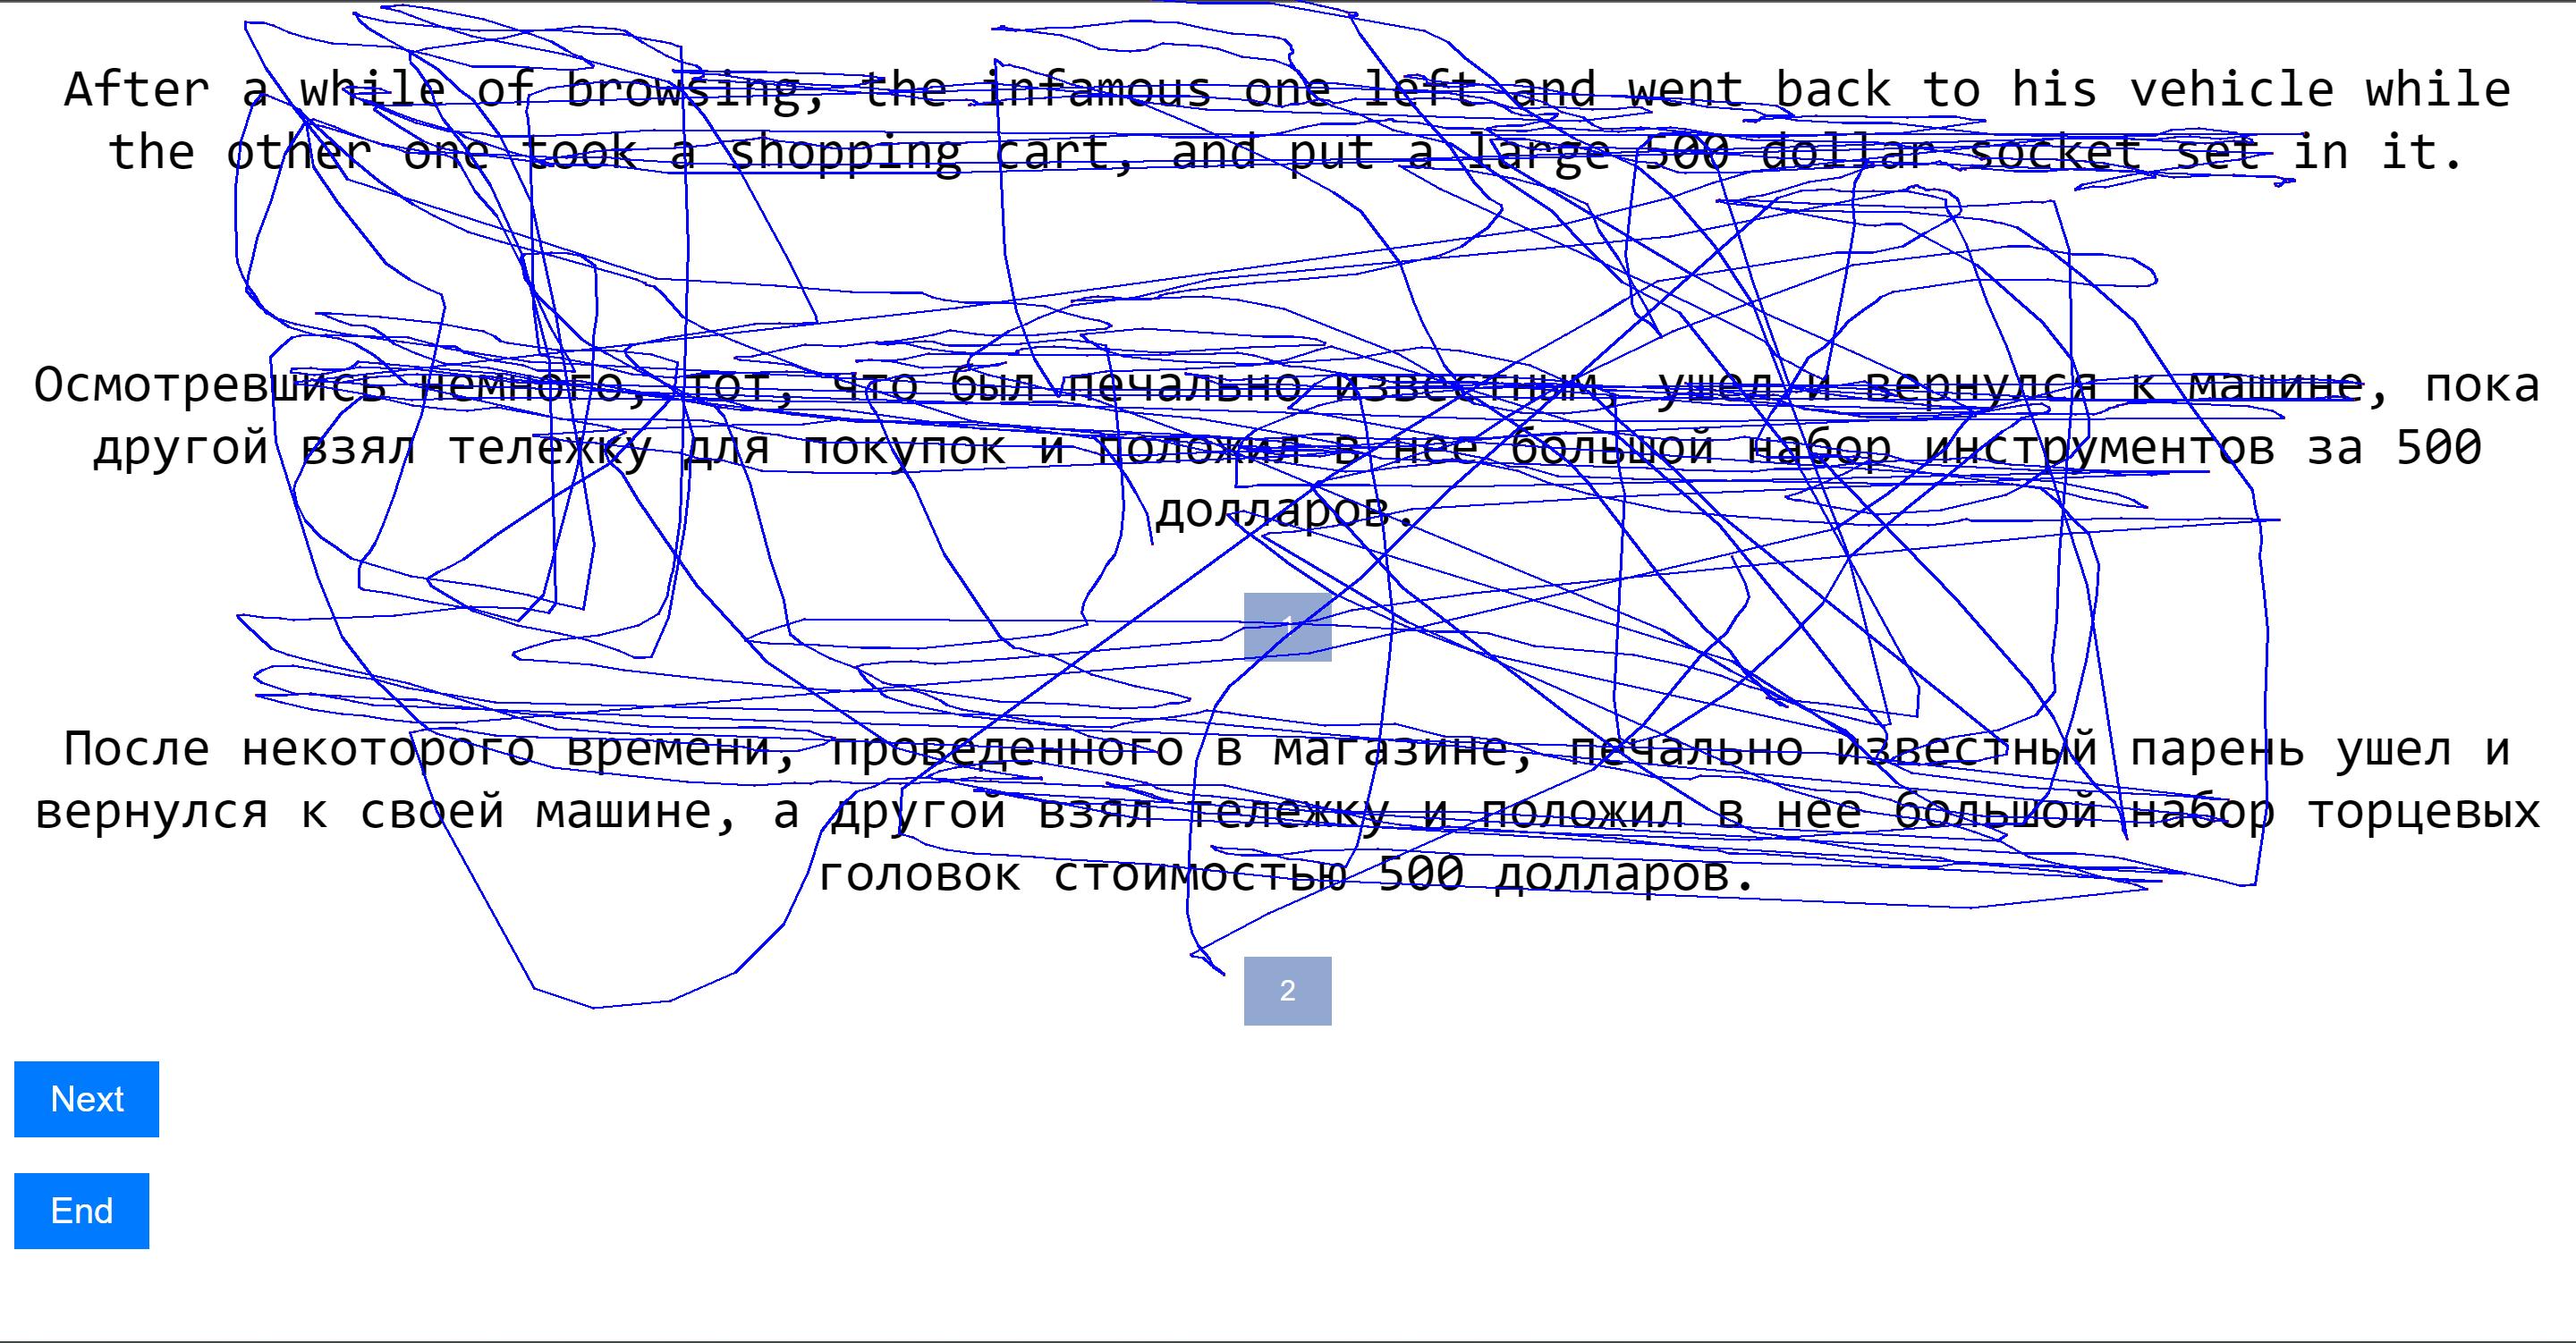 After a while of browsing, the infamous one left and went back to his vehicle while
the other one took a shopping cart, and put a large 500 dollar socket set in it.
Осмотревшись немного, тот, что был печально известным, ушел и вернулся к машине, пока
другой взял тележку для покупок и положил в нее большой набор инструментов за 500
долларов.
1
После некоторого времени, проведенного в магазине, печально известный парень ушел и
вернулся к своей машине, а другой взял тележку и положил в нее большой набор торцевых
головок стоимостью 500 долларов.
2
Next
End